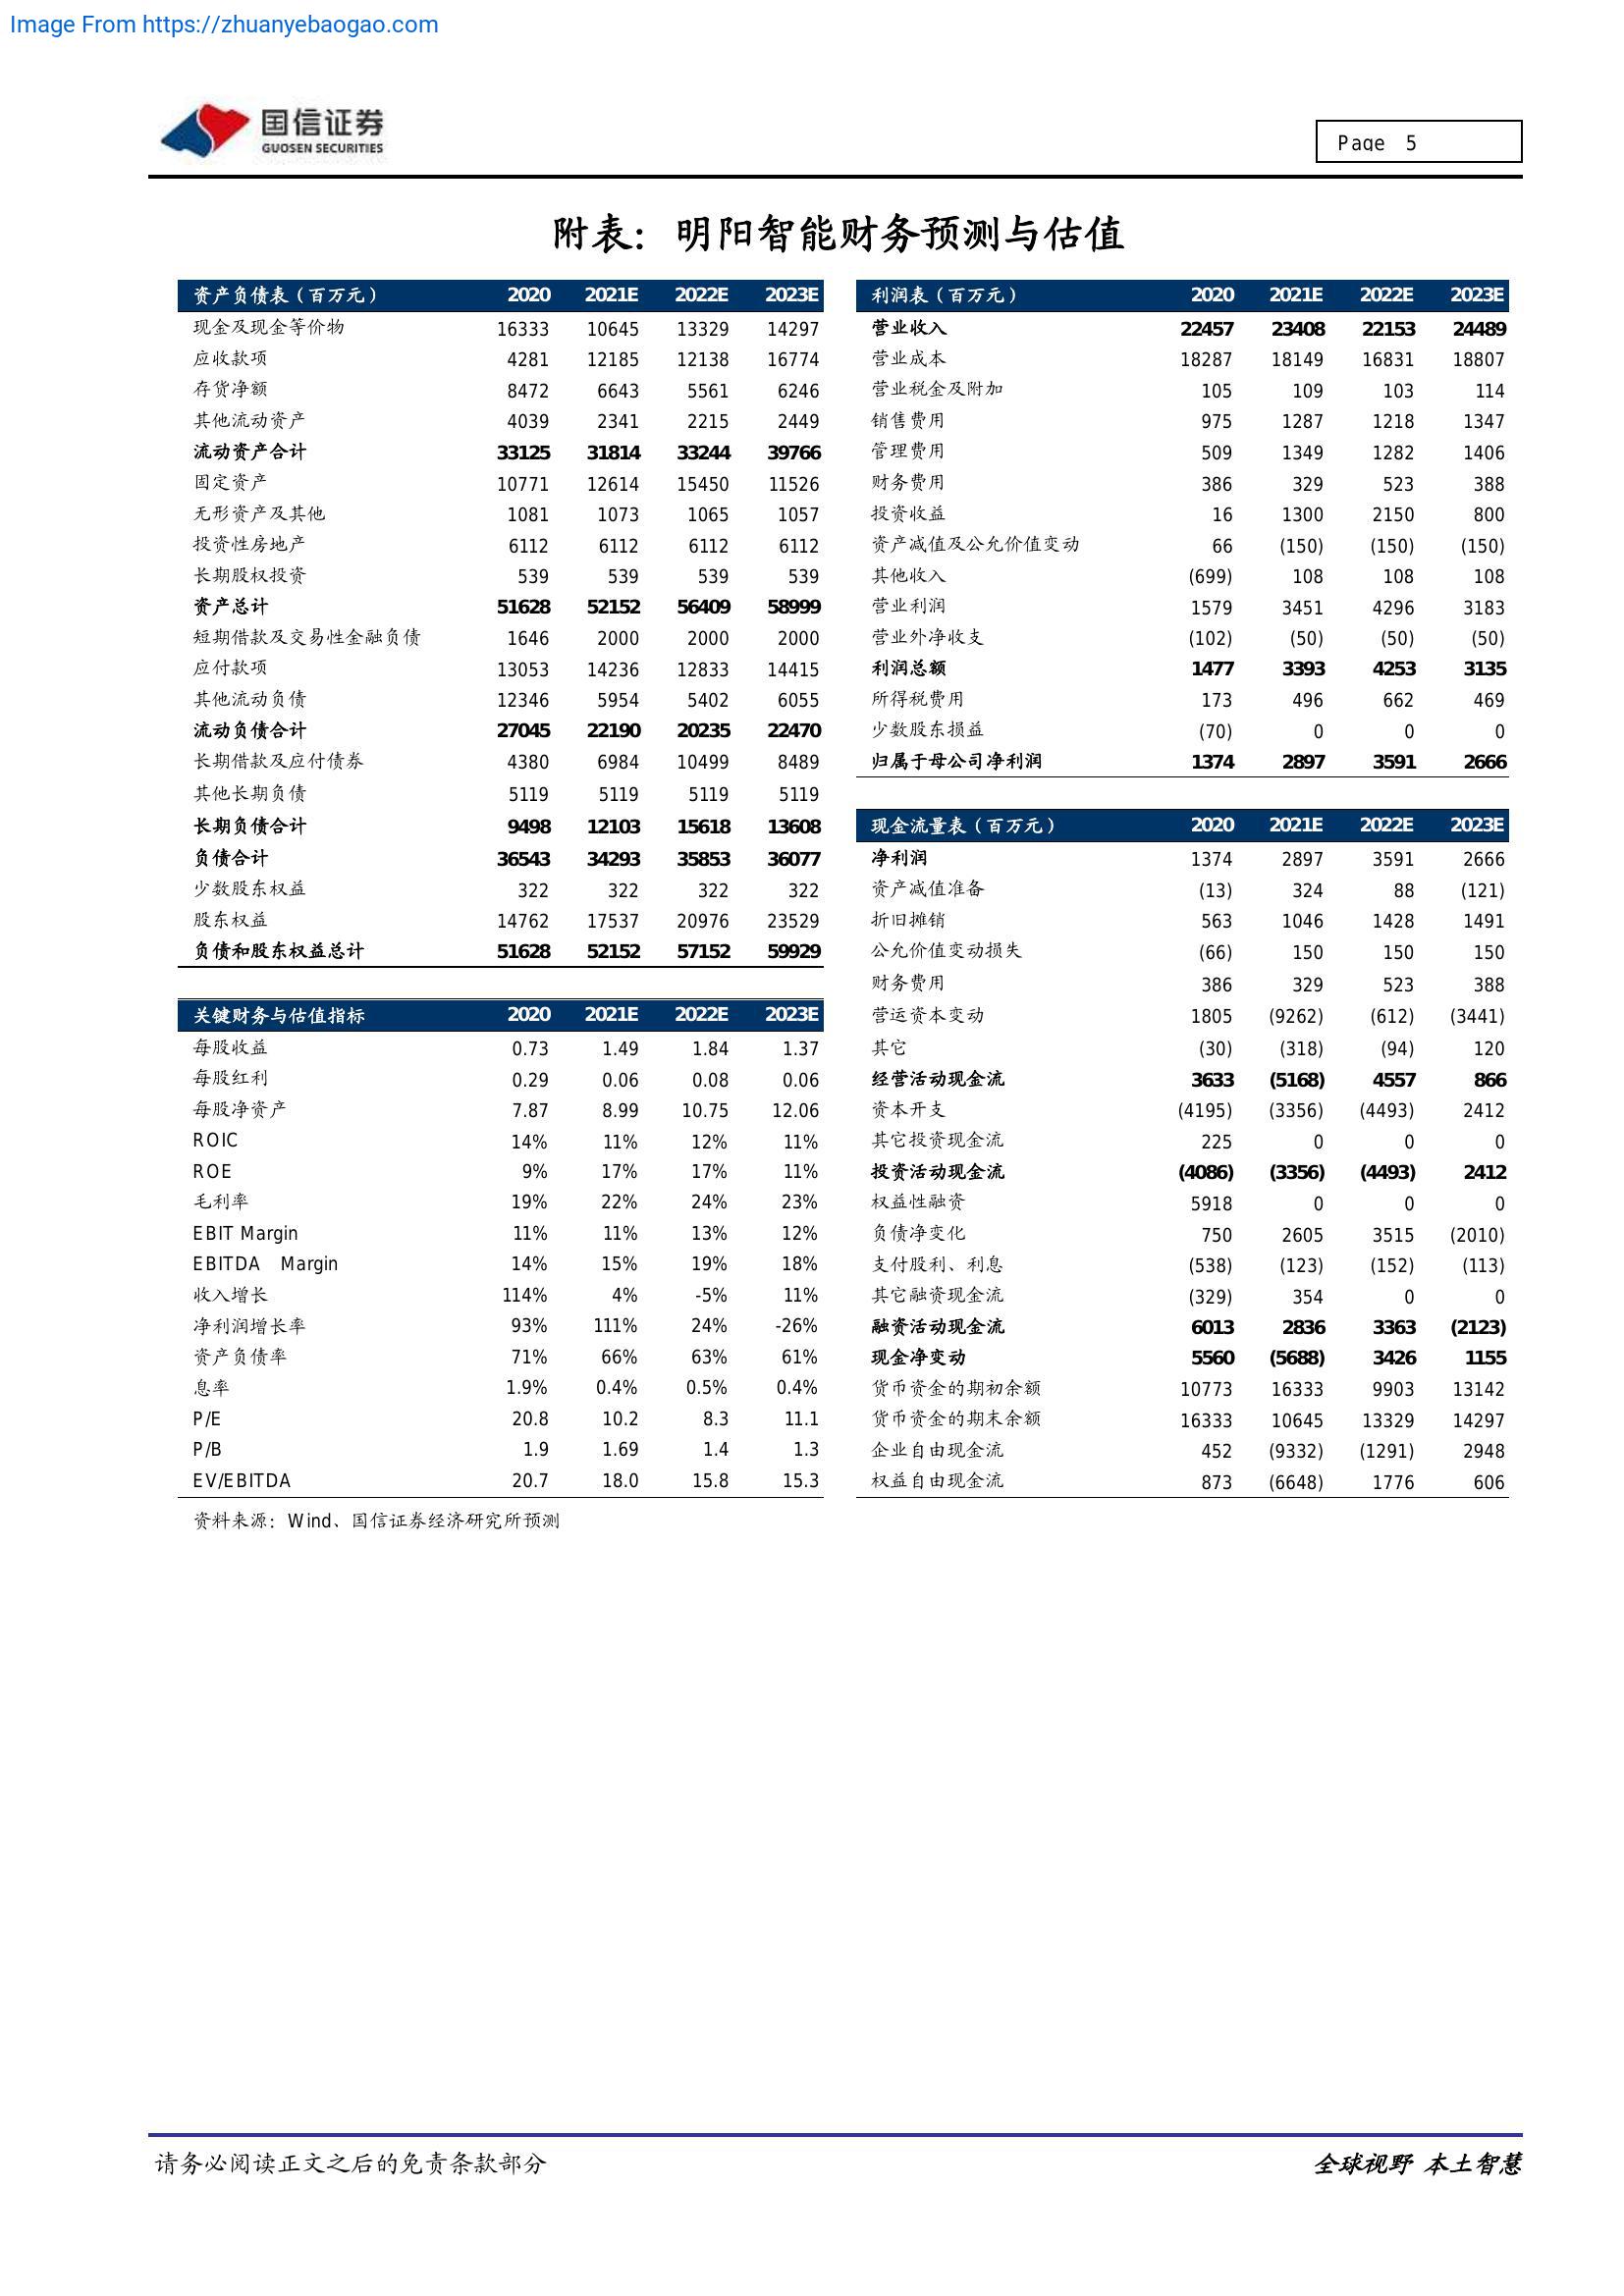 Image From https://zhuanyebaogao.com
国信证券
GUOSEN SECURITIES
Page 5
附表：明阳智能财务预测与估值
资产负债表（百万元） 2020 2021E 2022E 2023E
现金及现金等价物 16333 10645 13329 14297
应收款项 4281 12185 12138 16774
存货净额 8472 6643 5561 6246
其他流动资产 4039 2341 2215 2449
流动资产合计 33125 31814 33244 39766
固定资产 10771 12614 15450 11526
无形资产及其他 1081 1073 1065 1057
投资性房地产 6112 6112 6112 6112
长期股权投资 539 539 539 539
资产总计 51628 52152 56409 58999
短期借款及交易性金融负债 1646 2000 2000 2000
应付款项 13053 14236 12833 14415
其他流动负债 12346 5954 5402 6055
流动负债合计 27045 22190 20235 22470
长期借款及应付债券 4380 6984 10499 8489
其他长期负债 5119 5119 5119 5119
长期负债合计 9498 12103 15618 13608
负债合计 36543 34293 35853 36077
少数股东权益 322 322 322 322
股东权益 14762 17537 20976 23529
负债和股东权益总计 51628 52152 57152 59929
关键财务与估值指标 2020 2021E 2022E 2023E
每股收益 0.73 1.49 1.84 1.37
每股红利 0.29 0.06 0.08 0.06
每股净资产 7.87 8.99 10.75 12.06
ROIC 14% 11% 12% 11%
ROE 9% 17% 17% 11%
毛利率 19% 22% 24% 23%
EBIT Margin 11% 11% 13% 12%
EBITDA Margin 14% 15% 19% 18%
收入增长 114% 4% -5% 11%
净利润增长率 93% 111% 24% -26%
资产负债率 71% 66% 63% 61%
息率 1.9% 0.4% 0.5% 0.4%
P/E 20.8 10.2 8.3 11.1
P/B 1.9 1.69 1.4 1.3
EV/EBITDA 20.7 18.0 15.8 15.3
资料来源：Wind、国信证券经济研究所预测
利润表（百万元） 2020 2021E 2022E 2023E
营业收入 22457 23408 22153 24489
营业成本 18287 18149 16831 18807
营业税金及附加 105 109 103 114
销售费用 975 1287 1218 1347
管理费用 509 1349 1282 1406
财务费用 386 329 523 388
投资收益 16 1300 2150 800
资产减值及公允价值变动 66 (150) (150) (150)
其他收入 (699) 108 108 108
营业利润 1579 3451 4296 3183
营业外净收支 (102) (50) (50) (50)
利润总额 1477 3393 4253 3135
所得税费用 173 496 662 469
少数股东损益 (70) 0 0 0
归属于母公司净利润 1374 2897 3591 2666
现金流量表（百万元） 2020 2021E 2022E 2023E
净利润 1374 2897 3591 2666
资产减值准备 (13) 324 88 (121)
折旧摊销 563 1046 1428 1491
公允价值变动损失 (66) 150 150 150
财务费用 386 329 523 388
营运资本变动 1805 (9262) (612) (3441)
其它 (30) (318) (94) 120
经营活动现金流 3633 (5168) 4557 866
资本开支 (4195) (3356) (4493) 2412
其它投资现金流 225 0 0 0
投资活动现金流 (4086) (3356) (4493) 2412
权益性融资 5918 0 0 0
负债净变化 750 2605 3515 (2010)
支付股利、利息 (538) (123) (152) (113)
其它融资现金流 (329) 354 0 0
融资活动现金流 6013 2836 3363 (2123)
现金净变动 5560 (5688) 3426 1155
货币资金的期初余额 10773 16333 9903 13142
货币资金的期末余额 16333 10645 13329 14297
企业自由现金流 452 (9332) (1291) 2948
权益自由现金流 873 (6648) 1776 606
请务必阅读正文之后的免责条款部分
全球视野 本土智慧